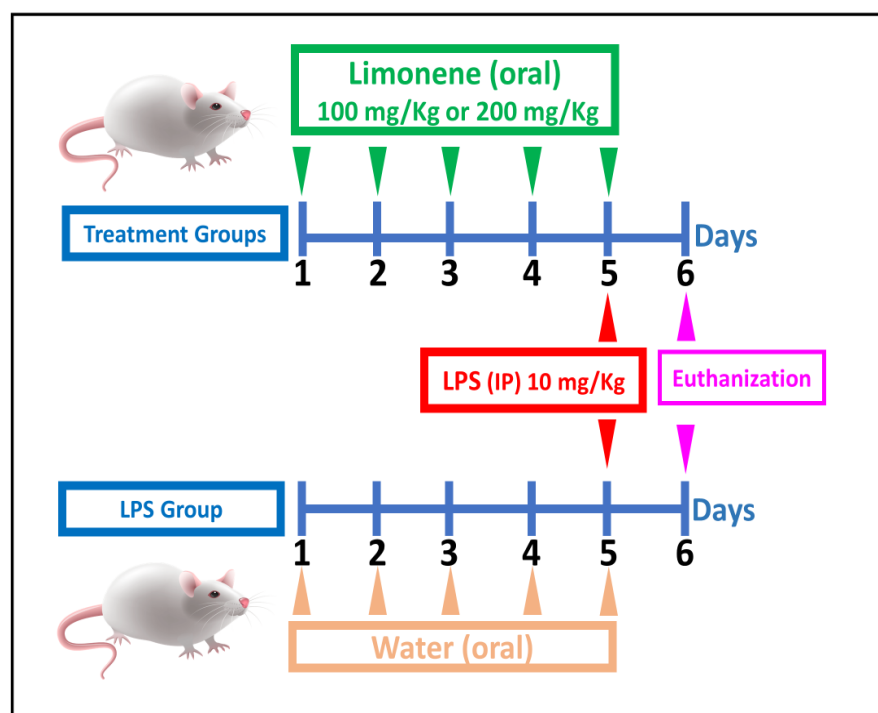 Limonene (oral)
100 mg/Kg or 200 mg/Kg
Treatment Groups
Days
1 2 3 4 5 6
LPS (IP) 10 mg/Kg
Euthanization
LPS Group
Days
1 2 3 4 5 6
Water (oral)